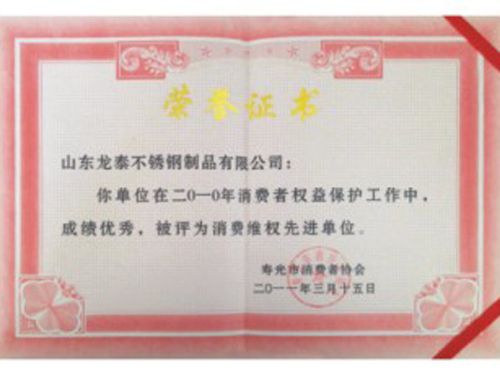 荣誉证书
山东龙泰不锈钢制品有限公司：
你单位在二0一0年消费者权益保护工作中，
成绩优秀，被评为消费维权先进单位。
寿光市消费者协会
二0一一年三月十五日